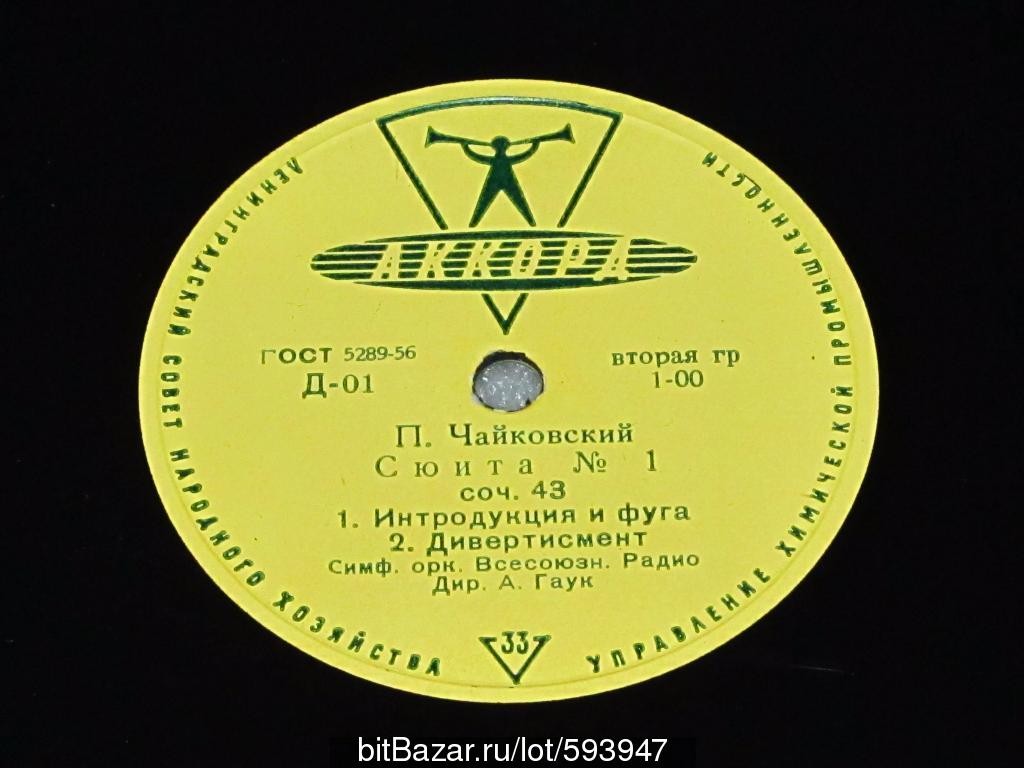 АККОРД
ЛЕНИНГРАДСКИЙ СОВЕТ НАРОДНОГО ХОЗЯЙСТВА
УПРАВЛЕНИЕ ХИМИЧЕСКОЙ ПРОМЫШЛЕННОСТИ
ГОСТ 5289-56
Д-01
вторая гр
1-00
П. Чайковский
Сюита № 1
соч. 43
1. Интродукция и фуга
2. Дивертисмент
Симф. орк. Всесоюзн. Радио
Дир. А. Гаук
33
bitBazar.ru/lot/593947